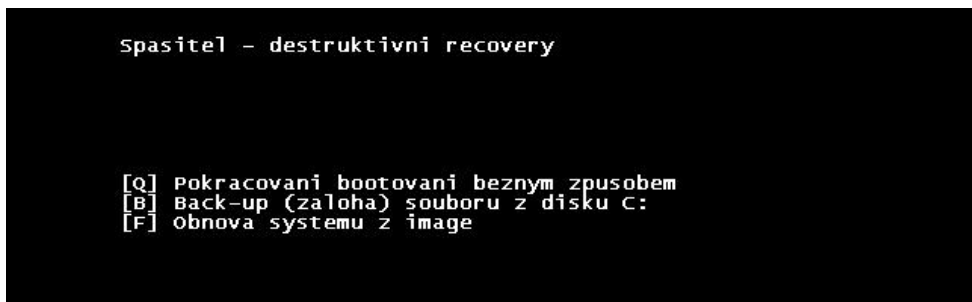 Spasitel – destruktivni recovery
[Q] Pokracovani bootovani beznym zpusobem
[B] Back-up (zaloha) souboru z disku C:
[F] Obnova systemu z image